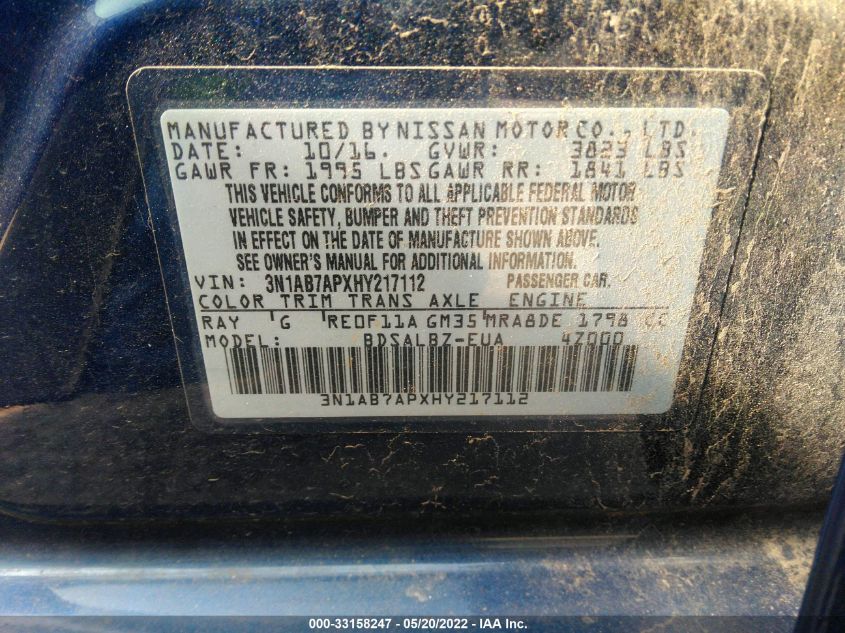 MANUFACTURED BY NISSAN MOTOR CO., LTD.
DATE: 10/16. GVWR: 3823 LBS
GAWR FR: 1995 LBS GAWR RR: 1841 LBS
THIS VEHICLE CONFORMS TO ALL APPLICABLE FEDERAL MOTOR
VEHICLE SAFETY, BUMPER AND THEFT PREVENTION STANDARDS
IN EFFECT ON THE DATE OF MANUFACTURE SHOWN ABOVE.
SEE OWNER'S MANUAL FOR ADDITIONAL INFORMATION.
VIN: 3N1AB7APXHY217112 PASSENGER CAR.
COLOR TRIM TRANS AXLE ENGINE
RAY G RE0F11A GM35 MRA8DE 1798 CC
MODEL: BDSALBZ-EUA 4Z000
3N1AB7APXHY217112
000-33158247 - 05/20/2022 - IAA Inc.